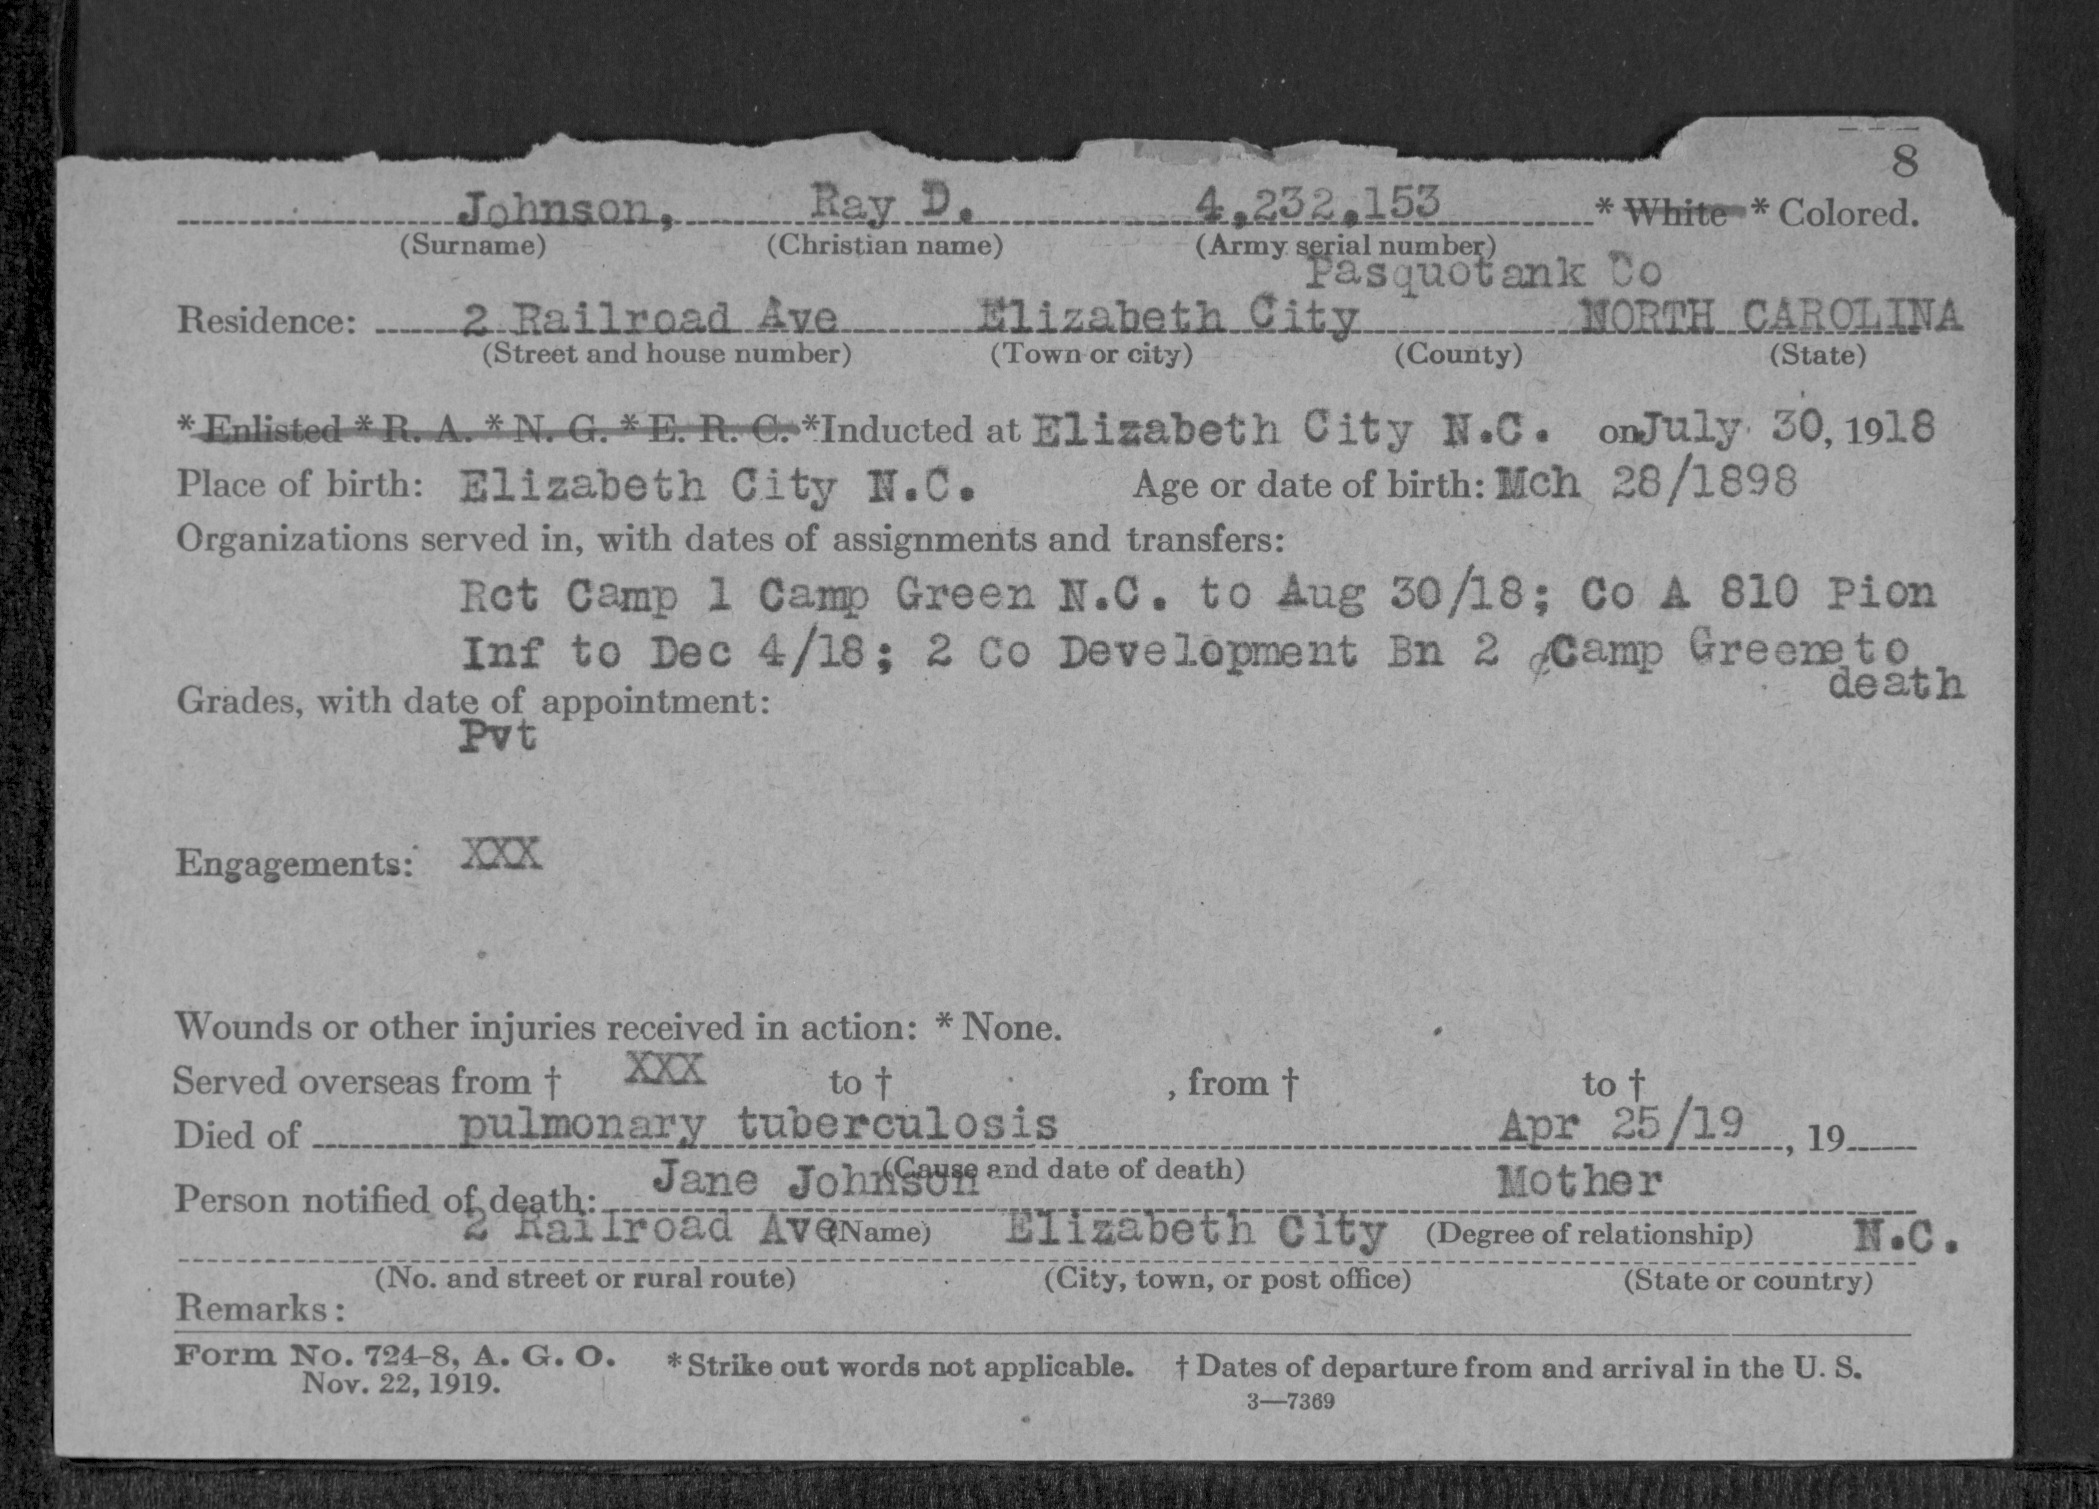 8
Johnson, Ray D. 4,232,153 * White * Colored.
(Surname) (Christian name) (Army serial number)
Pasquotank Co
Residence: 2 Railroad Ave Elizabeth City NORTH CAROLINA
(Street and house number) (Town or city) (County) (State)
* Enlisted * R. A. * N. G. * E. R. C. *Inducted at Elizabeth City N.C. on July 30, 1918
Place of birth: Elizabeth City N.C. Age or date of birth: Mch 28/1898
Organizations served in, with dates of assignments and transfers:
Rct Camp 1 Camp Green N.C. to Aug 30/18; Co A 810 Pion
Inf to Dec 4/18; 2 Co Development Bn 2 Camp Greene to
death
Grades, with date of appointment:
Pvt
Engagements: XXX
Wounds or other injuries received in action: * None.
Served overseas from † XXX to † , from † to †
Died of pulmonary tuberculosis Apr 25/19, 19
(Cause and date of death)
Person notified of death: Jane Johnson Mother
(Name) (Degree of relationship)
2 Railroad Ave Elizabeth City N.C.
(No. and street or rural route) (City, town, or post office) (State or country)
Remarks:
Form No. 724-8, A. G. O. * Strike out words not applicable. † Dates of departure from and arrival in the U. S.
Nov. 22, 1919.
3—7369